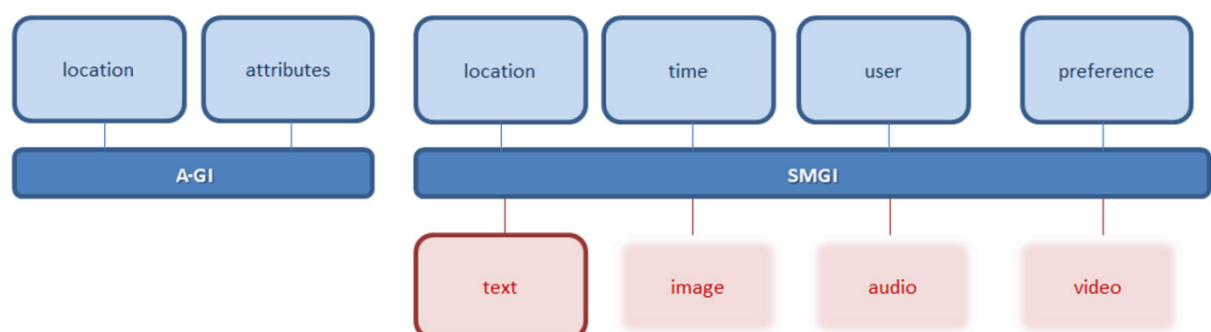 location
attributes
location
time
user
preference
A-GI
SMGI
text
image
audio
video